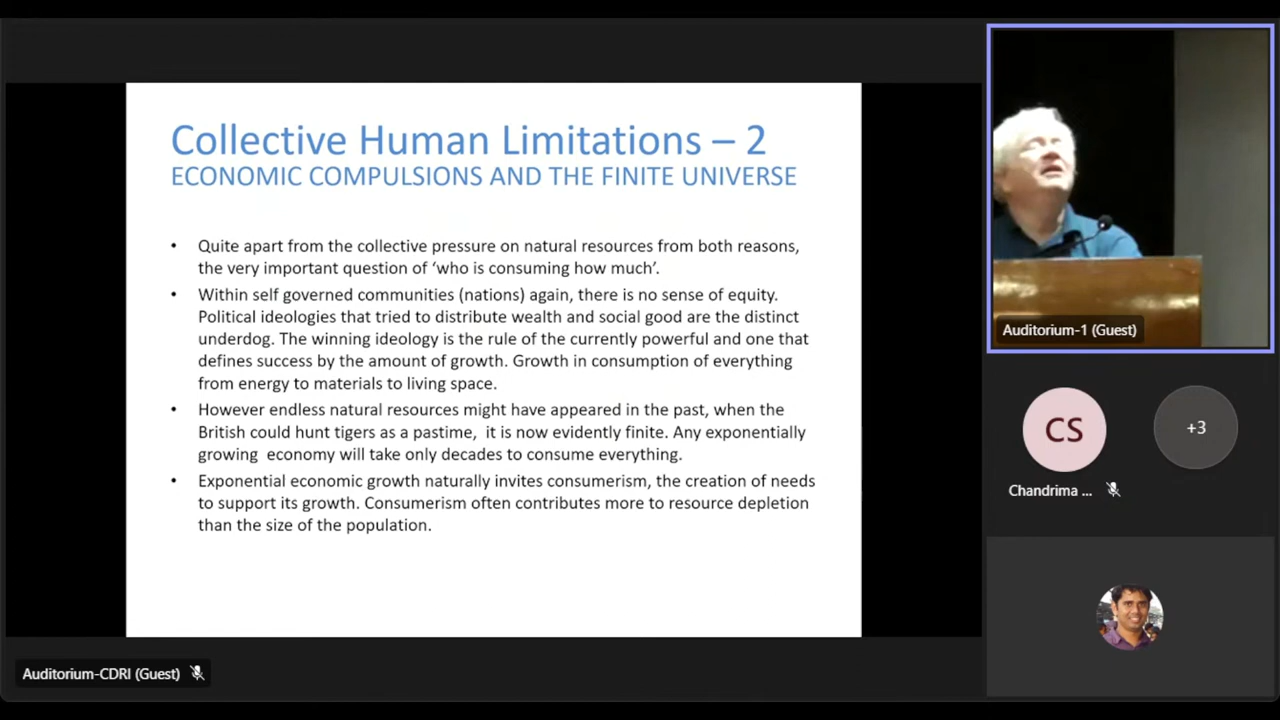 Collective Human Limitations – 2
ECONOMIC COMPULSIONS AND THE FINITE UNIVERSE
• Quite apart from the collective pressure on natural resources from both reasons,
the very important question of ‘who is consuming how much’.
• Within self governed communities (nations) again, there is no sense of equity.
Political ideologies that tried to distribute wealth and social good are the distinct
underdog. The winning ideology is the rule of the currently powerful and one that
defines success by the amount of growth. Growth in consumption of everything
from energy to materials to living space.
• However endless natural resources might have appeared in the past, when the
British could hunt tigers as a pastime,  it is now evidently finite. Any exponentially
growing  economy will take only decades to consume everything.
• Exponential economic growth naturally invites consumerism, the creation of needs
to support its growth. Consumerism often contributes more to resource depletion
than the size of the population.
Auditorium-CDRI (Guest)
Auditorium-1 (Guest)
CS
+3
Chandrima ...